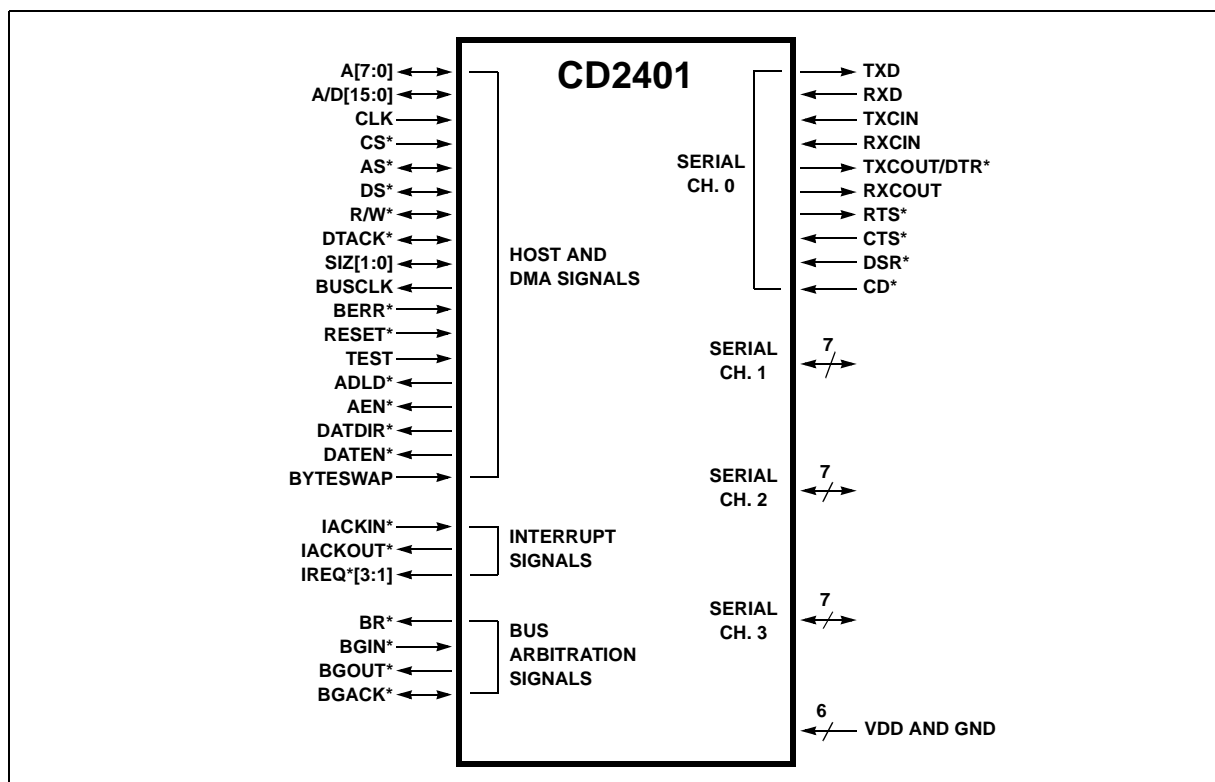 CD2401
A[7:0]
A/D[15:0]
CLK
CS*
AS*
DS*
R/W*
DTACK*
SIZ[1:0]
BUSCLK
BERR*
RESET*
TEST
ADLD*
AEN*
DATDIR*
DATEN*
BYTESWAP
HOST AND
DMA SIGNALS
IACKIN*
IACKOUT*
IREQ*[3:1]
INTERRUPT
SIGNALS
BR*
BGIN*
BGOUT*
BGACK*
BUS
ARBITRATION
SIGNALS
SERIAL
CH. 0
TXD
RXD
TXCIN
RXCIN
TXCOUT/DTR*
RXCOUT
RTS*
CTS*
DSR*
CD*
SERIAL
CH. 1
7
SERIAL
CH. 2
7
SERIAL
CH. 3
7
6
VDD AND GND